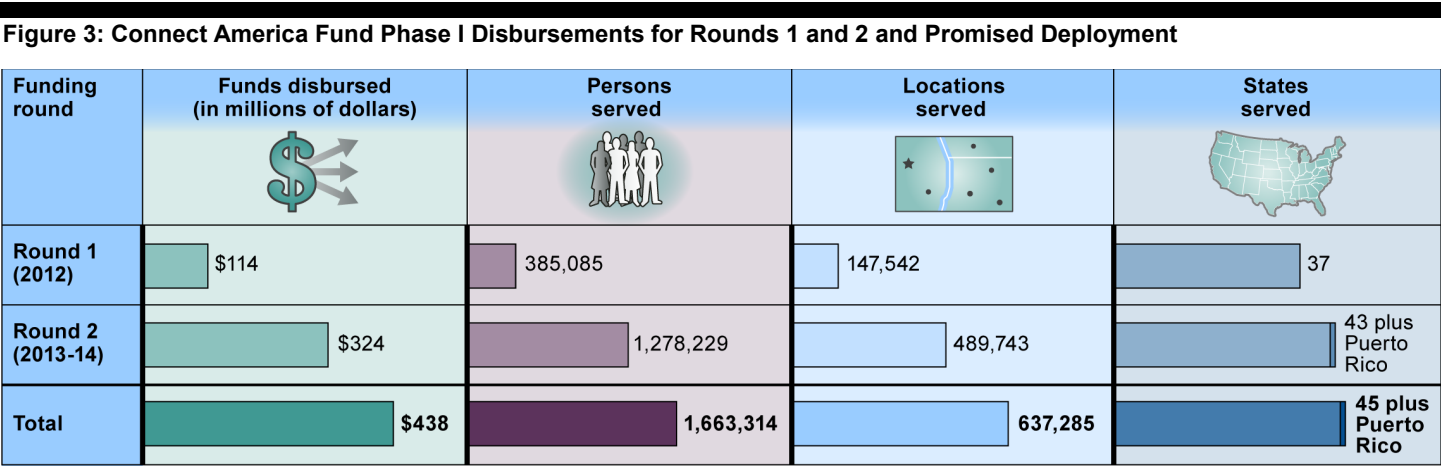 Figure 3: Connect America Fund Phase I Disbursements for Rounds 1 and 2 and Promised Deployment
Funding
round
Funds disbursed
(in millions of dollars)
Persons
served
Locations
served
States
served
$
Round 1
(2012)
$114
385,085
147,542
37
Round 2
(2013-14)
$324
1,278,229
489,743
43 plus
Puerto
Rico
Total
$438
1,663,314
637,285
45 plus
Puerto
Rico